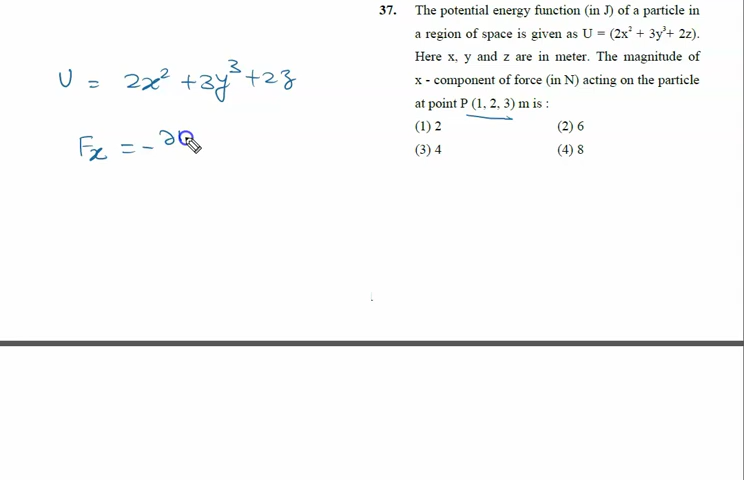 37. The potential energy function (in J) of a particle in
a region of space is given as U = (2x² + 3y³+ 2z).
Here x, y and z are in meter. The magnitude of
x - component of force (in N) acting on the particle
at point P (1, 2, 3) m is :
(1) 2 (2) 6
(3) 4 (4) 8
U = 2x² + 3y³ + 2z
Fx = - ∂